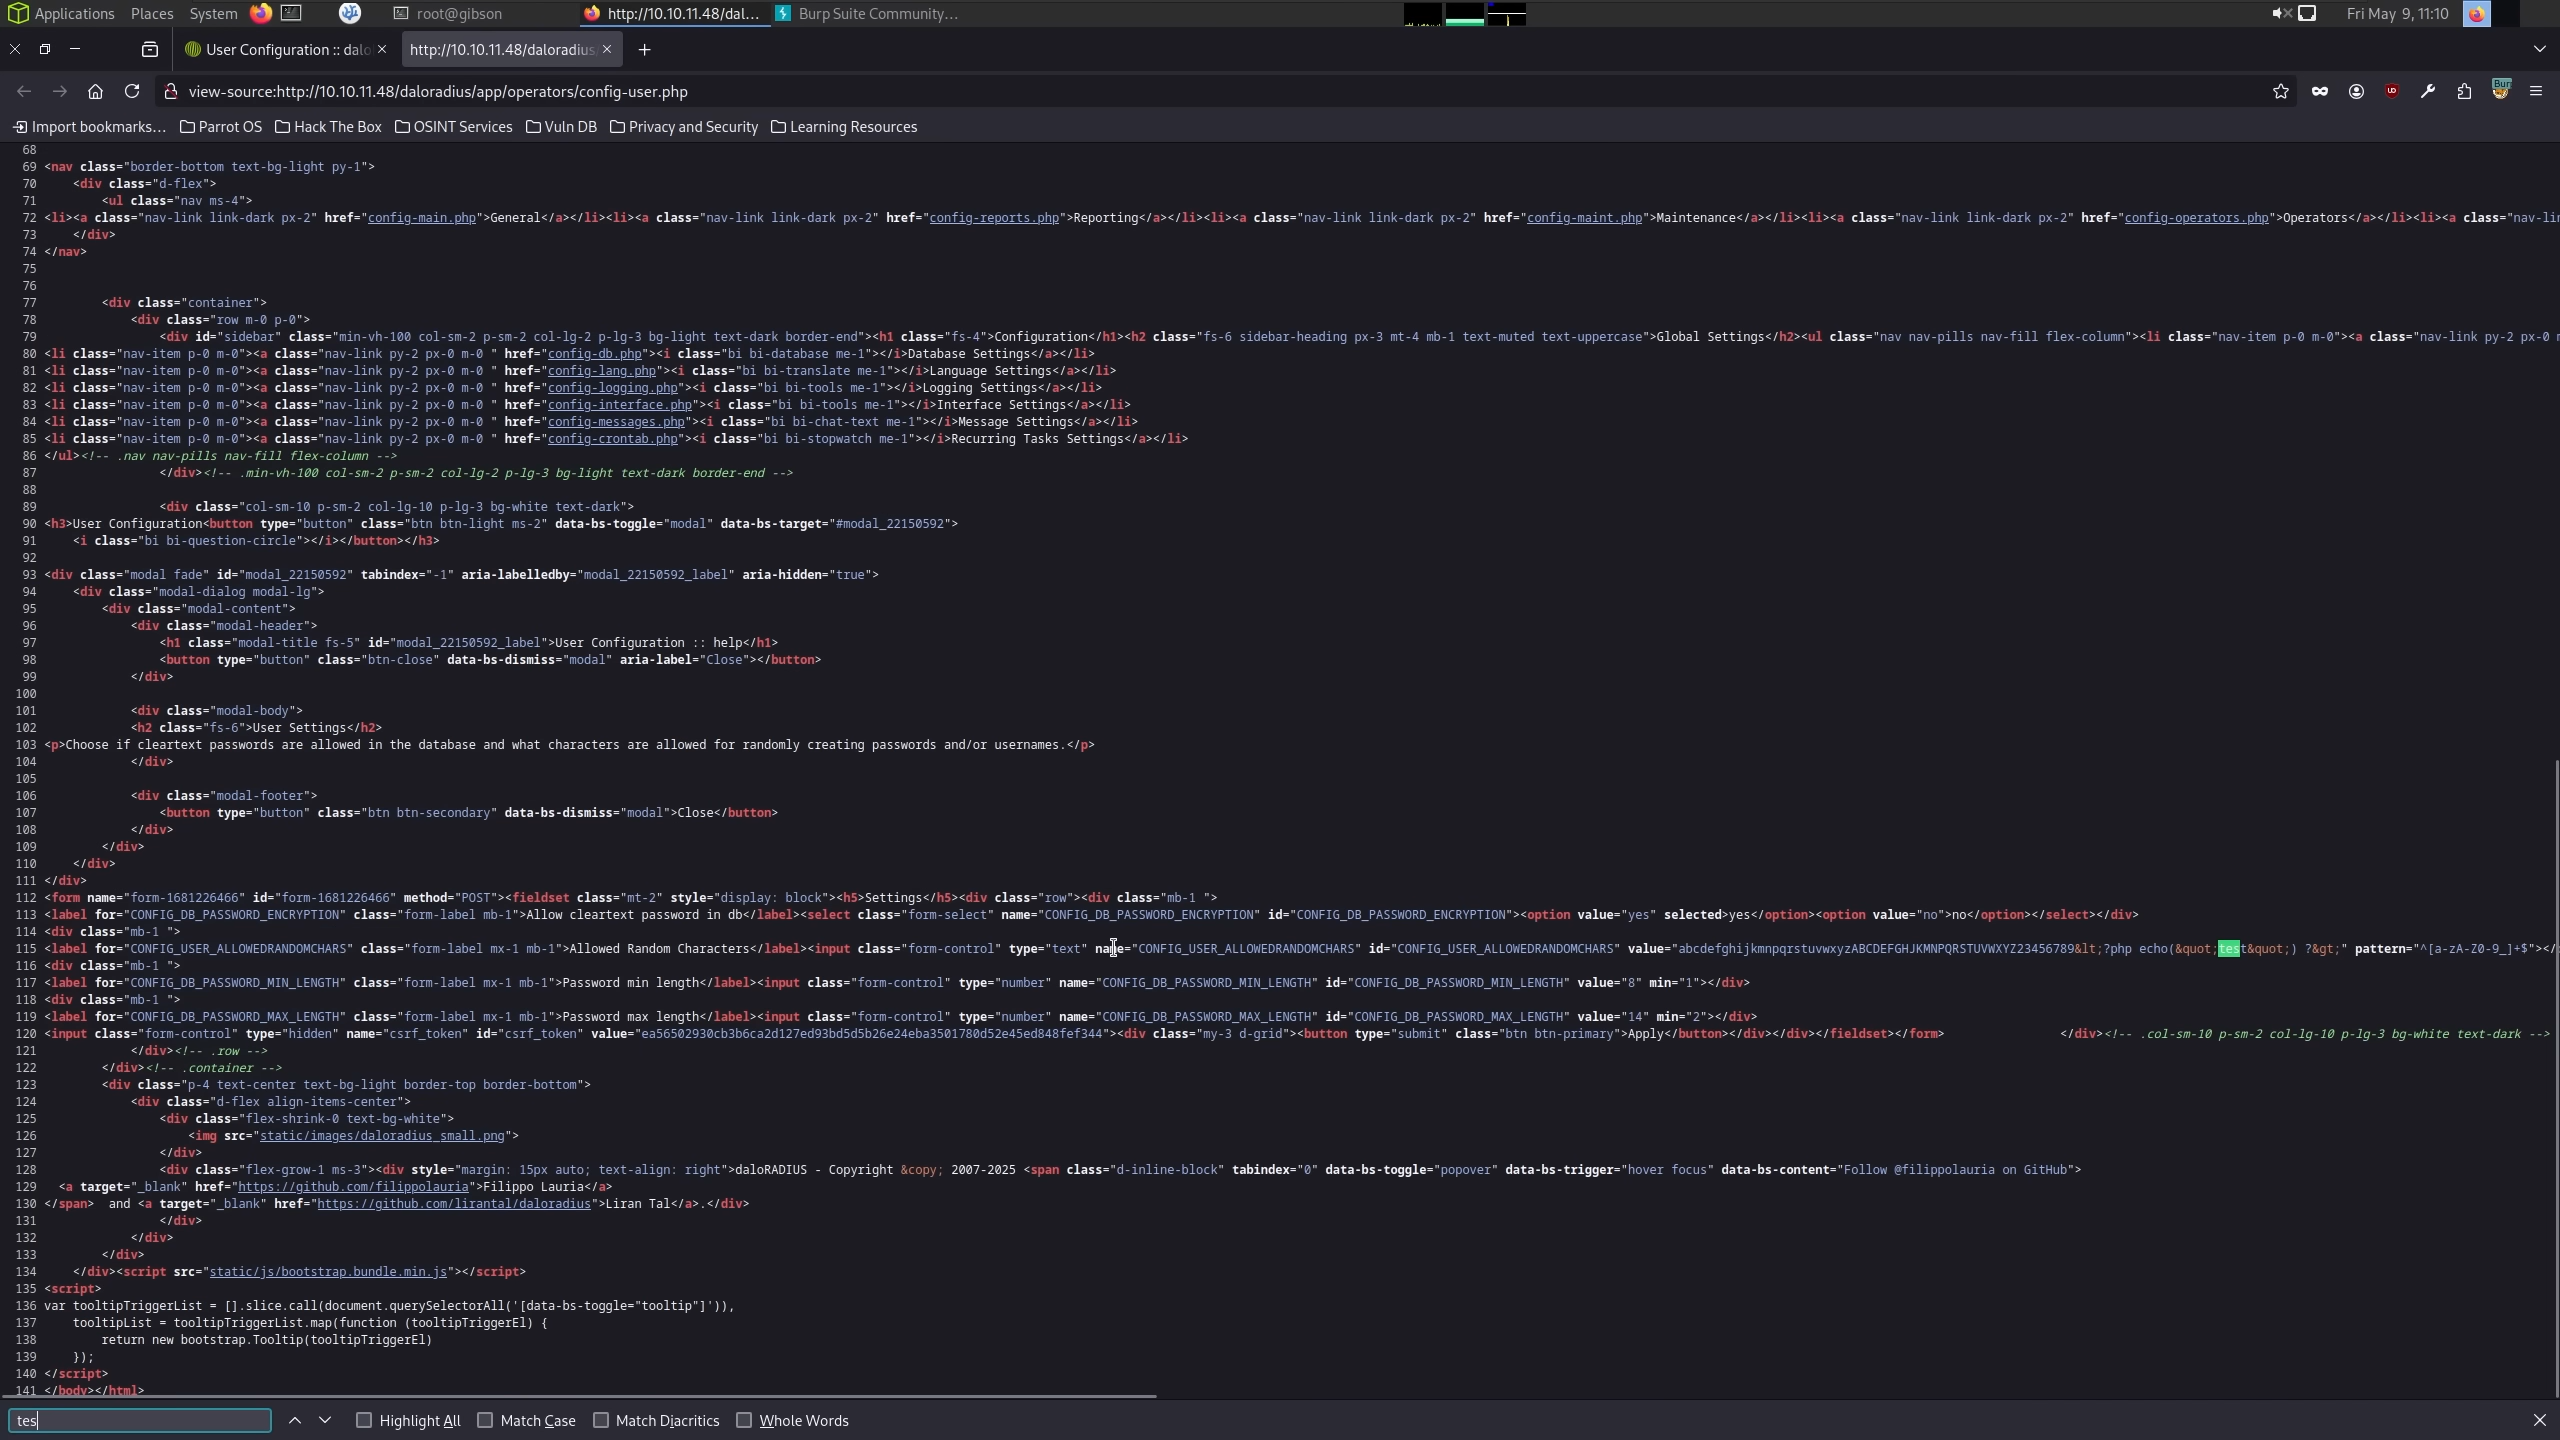 Applications Places System root@gibson http://10.10.11.48/dal... Burp Suite Community... Fri May 9, 11:10
User Configuration :: dalo http://10.10.11.48/daloradius
view-source:http://10.10.11.48/daloradius/app/operators/config-user.php
Import bookmarks... Parrot OS Hack The Box OSINT Services Vuln DB Privacy and Security Learning Resources
68
69 <nav class="border-bottom text-bg-light py-1">
70 <div class="d-flex">
71 <ul class="nav ms-4">
72 <li><a class="nav-link link-dark px-2" href="config-main.php">General</a></li><li><a class="nav-link link-dark px-2" href="config-reports.php">Reporting</a></li><li><a class="nav-link link-dark px-2" href="config-maint.php">Maintenance</a></li><li><a class="nav-link link-dark px-2" href="config-operators.php">Operators</a></li><li><a class="nav-lin
73 </div>
74 </nav>
75
76
77 <div class="container">
78 <div class="row m-0 p-0">
79 <div id="sidebar" class="min-vh-100 col-sm-2 p-sm-2 col-lg-2 p-lg-3 bg-light text-dark border-end"><h1 class="fs-4">Configuration</h1><h2 class="fs-6 sidebar-heading px-3 mt-4 mb-1 text-muted text-uppercase">Global Settings</h2><ul class="nav nav-pills nav-fill flex-column"><li class="nav-item p-0 m-0"><a class="nav-link py-2 px-0 m
80 <li class="nav-item p-0 m-0"><a class="nav-link py-2 px-0 m-0 " href="config-db.php"><i class="bi bi-database me-1"></i>Database Settings</a></li>
81 <li class="nav-item p-0 m-0"><a class="nav-link py-2 px-0 m-0 " href="config-lang.php"><i class="bi bi-translate me-1"></i>Language Settings</a></li>
82 <li class="nav-item p-0 m-0"><a class="nav-link py-2 px-0 m-0 " href="config-logging.php"><i class="bi bi-tools me-1"></i>Logging Settings</a></li>
83 <li class="nav-item p-0 m-0"><a class="nav-link py-2 px-0 m-0 " href="config-interface.php"><i class="bi bi-tools me-1"></i>Interface Settings</a></li>
84 <li class="nav-item p-0 m-0"><a class="nav-link py-2 px-0 m-0 " href="config-messages.php"><i class="bi bi-chat-text me-1"></i>Message Settings</a></li>
85 <li class="nav-item p-0 m-0"><a class="nav-link py-2 px-0 m-0 " href="config-crontab.php"><i class="bi bi-stopwatch me-1"></i>Recurring Tasks Settings</a></li>
86 </ul><!-- .nav nav-pills nav-fill flex-column -->
87 </div><!-- .min-vh-100 col-sm-2 p-sm-2 col-lg-2 p-lg-3 bg-light text-dark border-end -->
88
89 <div class="col-sm-10 p-sm-2 col-lg-10 p-lg-3 bg-white text-dark">
90 <h3>User Configuration<button type="button" class="btn btn-light ms-2" data-bs-toggle="modal" data-bs-target="#modal_22150592">
91 <i class="bi bi-question-circle"></i></button></h3>
92
93 <div class="modal fade" id="modal_22150592" tabindex="-1" aria-labelledby="modal_22150592_label" aria-hidden="true">
94 <div class="modal-dialog modal-lg">
95 <div class="modal-content">
96 <div class="modal-header">
97 <h1 class="modal-title fs-5" id="modal_22150592_label">User Configuration :: help</h1>
98 <button type="button" class="btn-close" data-bs-dismiss="modal" aria-label="Close"></button>
99 </div>
100
101 <div class="modal-body">
102 <h2 class="fs-6">User Settings</h2>
103 <p>Choose if cleartext passwords are allowed in the database and what characters are allowed for randomly creating passwords and/or usernames.</p>
104 </div>
105
106 <div class="modal-footer">
107 <button type="button" class="btn btn-secondary" data-bs-dismiss="modal">Close</button>
108 </div>
109 </div>
110 </div>
111 </div>
112 <form name="form-1681226466" id="form-1681226466" method="POST"><fieldset class="mt-2" style="display: block"><h5>Settings</h5><div class="row"><div class="mb-1 ">
113 <label for="CONFIG_DB_PASSWORD_ENCRYPTION" class="form-label mb-1">Allow cleartext password in db</label><select class="form-select" name="CONFIG_DB_PASSWORD_ENCRYPTION" id="CONFIG_DB_PASSWORD_ENCRYPTION"><option value="yes" selected>yes</option><option value="no">no</option></select></div>
114 <div class="mb-1 ">
115 <label for="CONFIG_USER_ALLOWEDRANDOMCHARS" class="form-label mx-1 mb-1">Allowed Random Characters</label><input class="form-control" type="text" name="CONFIG_USER_ALLOWEDRANDOMCHARS" id="CONFIG_USER_ALLOWEDRANDOMCHARS" value="abcdefghijkmnpqrstuvwxyzABCDEFGHJKMNPQRSTUVWXYZ23456789&lt;?php echo(&quot;test&quot;) ?&gt;" pattern="^[a-zA-Z0-9_]+$"></
116 <div class="mb-1 ">
117 <label for="CONFIG_DB_PASSWORD_MIN_LENGTH" class="form-label mx-1 mb-1">Password min length</label><input class="form-control" type="number" name="CONFIG_DB_PASSWORD_MIN_LENGTH" id="CONFIG_DB_PASSWORD_MIN_LENGTH" value="8" min="1"></div>
118 <div class="mb-1 ">
119 <label for="CONFIG_DB_PASSWORD_MAX_LENGTH" class="form-label mx-1 mb-1">Password max length</label><input class="form-control" type="number" name="CONFIG_DB_PASSWORD_MAX_LENGTH" id="CONFIG_DB_PASSWORD_MAX_LENGTH" value="14" min="2"></div>
120 <input class="form-control" type="hidden" name="csrf_token" id="csrf_token" value="ea56502930cb3b6ca2d127ed93bd5d5b26e24eba3501780d52e45ed848fef344"><div class="my-3 d-grid"><button type="submit" class="btn btn-primary">Apply</button></div></div></fieldset></form> </div><!-- .col-sm-10 p-sm-2 col-lg-10 p-lg-3 bg-white text-dark -->
121 </div><!-- .row -->
122 </div><!-- .container -->
123 <div class="p-4 text-center text-bg-light border-top border-bottom">
124 <div class="d-flex align-items-center">
125 <div class="flex-shrink-0 text-bg-white">
126 <img src="static/images/daloradius_small.png">
127 </div>
128 <div class="flex-grow-1 ms-3"><div style="margin: 15px auto; text-align: right">daloRADIUS - Copyright &copy; 2007-2025 <span class="d-inline-block" tabindex="0" data-bs-toggle="popover" data-bs-trigger="hover focus" data-bs-content="Follow @filippolauria on GitHub">
129 <a target="_blank" href="https://github.com/filippolauria">Filippo Lauria</a>
130 </span> and <a target="_blank" href="https://github.com/lirantal/daloradius">Liran Tal</a>.</div>
131 </div>
132 </div>
133 </div>
134 </div><script src="static/js/bootstrap.bundle.min.js"></script>
135 <script>
136 var tooltipTriggerList = [].slice.call(document.querySelectorAll('[data-bs-toggle="tooltip"]')),
137 tooltipList = tooltipTriggerList.map(function (tooltipTriggerEl) {
138 return new bootstrap.Tooltip(tooltipTriggerEl)
139 });
140 </script>
141 </body></html>
tes Highlight All Match Case Match Diacritics Whole Words